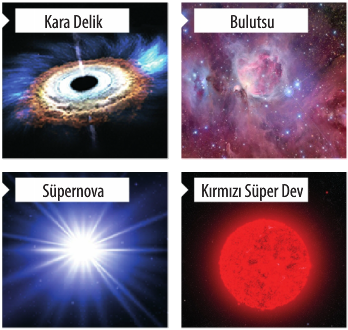 Kara Delik
Bulutsu
Süpernova
Kırmızı Süper Dev